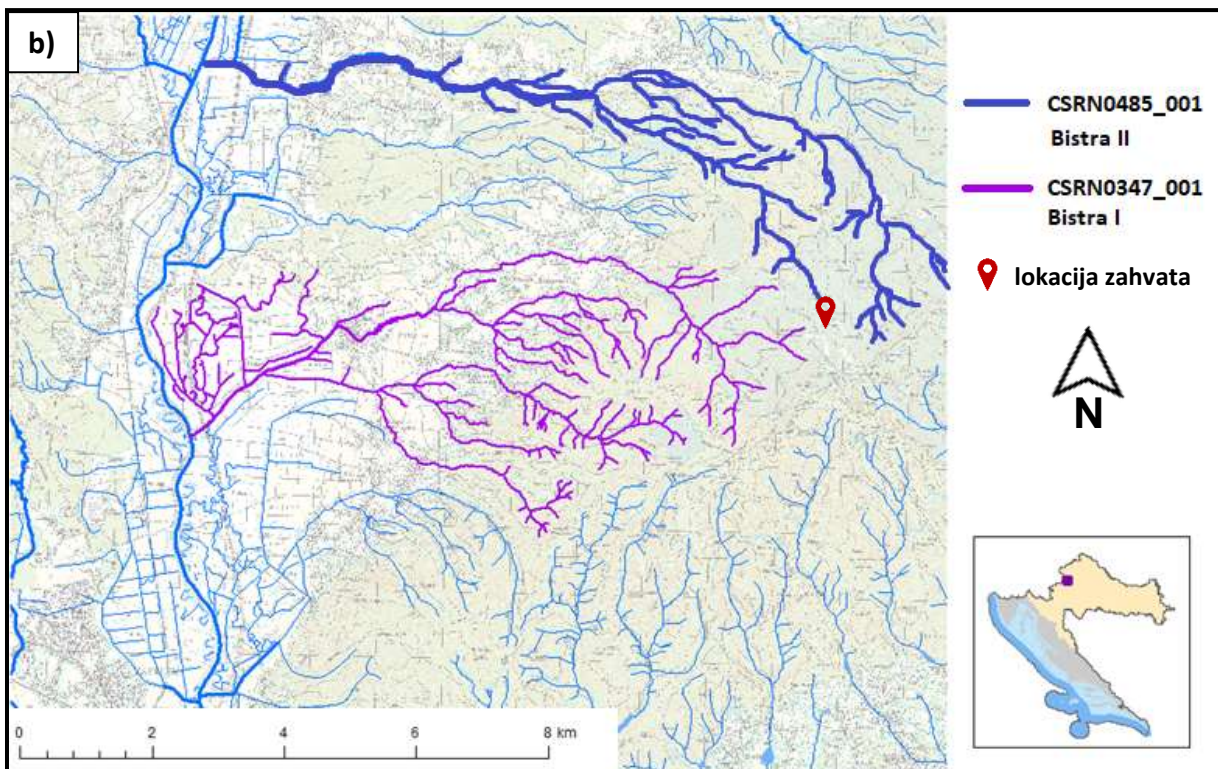 b)
CSRN0485_001
Bistra II
CSRN0347_001
Bistra I
lokacija zahvata
N
0 2 4 6 8 km